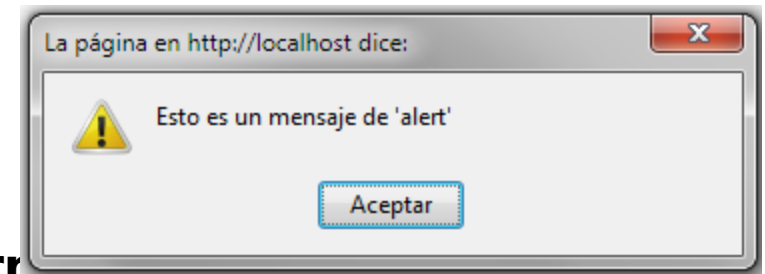 La página en http://localhost dice:
Esto es un mensaje de 'alert'
Aceptar